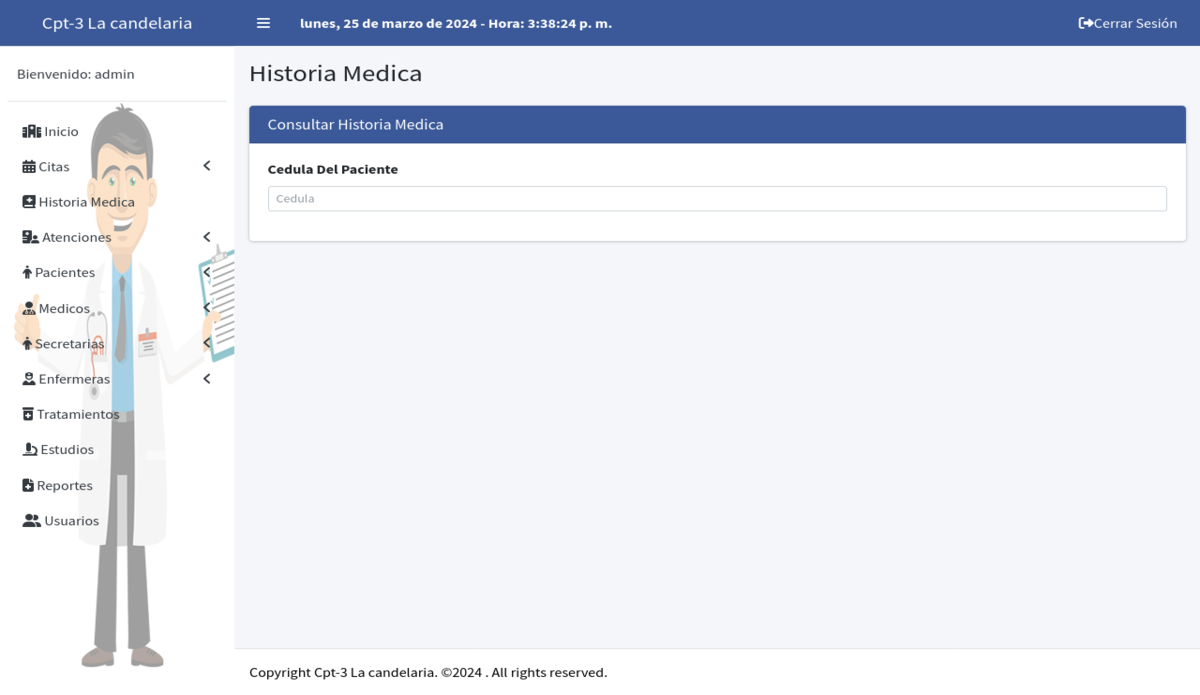 Cpt-3 La candelaria
lunes, 25 de marzo de 2024 - Hora: 3:38:24 p. m.
Cerrar Sesión
Bienvenido: admin
Inicio
Citas
Historia Medica
Atenciones
Pacientes
Medicos
Secretarias
Enfermeras
Tratamientos
Estudios
Reportes
Usuarios
Historia Medica
Consultar Historia Medica
Cedula Del Paciente
Cedula
Copyright Cpt-3 La candelaria. ©2024 . All rights reserved.